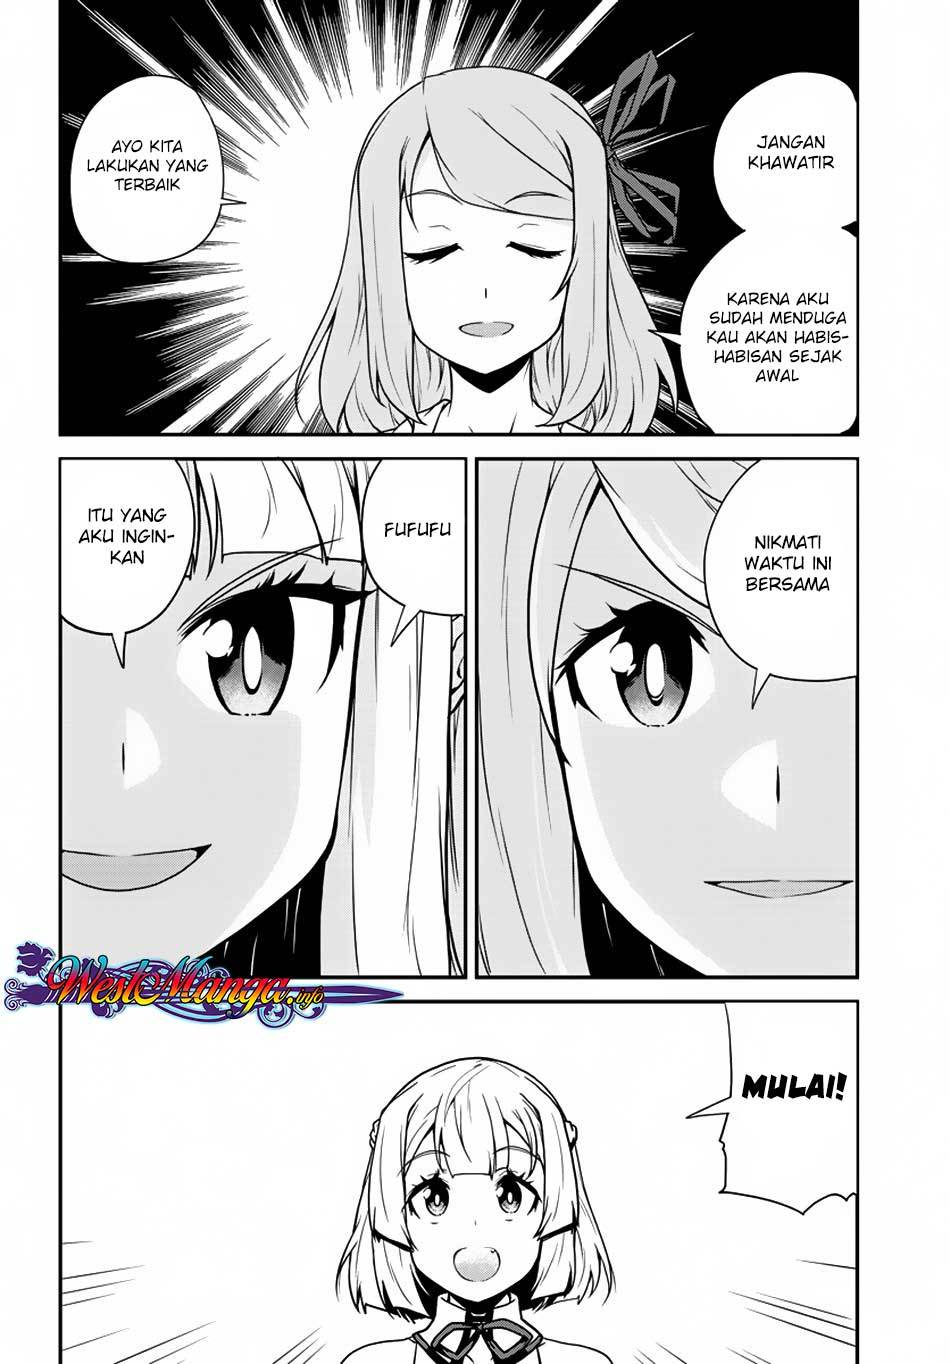 JANGAN
KHAWATIR
KARENA AKU
SUDAH MENDUGA
KAU AKAN HABIS-
HABISAN SEJAK
AWAL
AYO KITA
LAKUKAN YANG
TERBAIK
NIKMATI
WAKTU INI
BERSAMA
FUFUFU
ITU YANG
AKU INGIN-
KAN
WESTMANGA.info
MULAI!